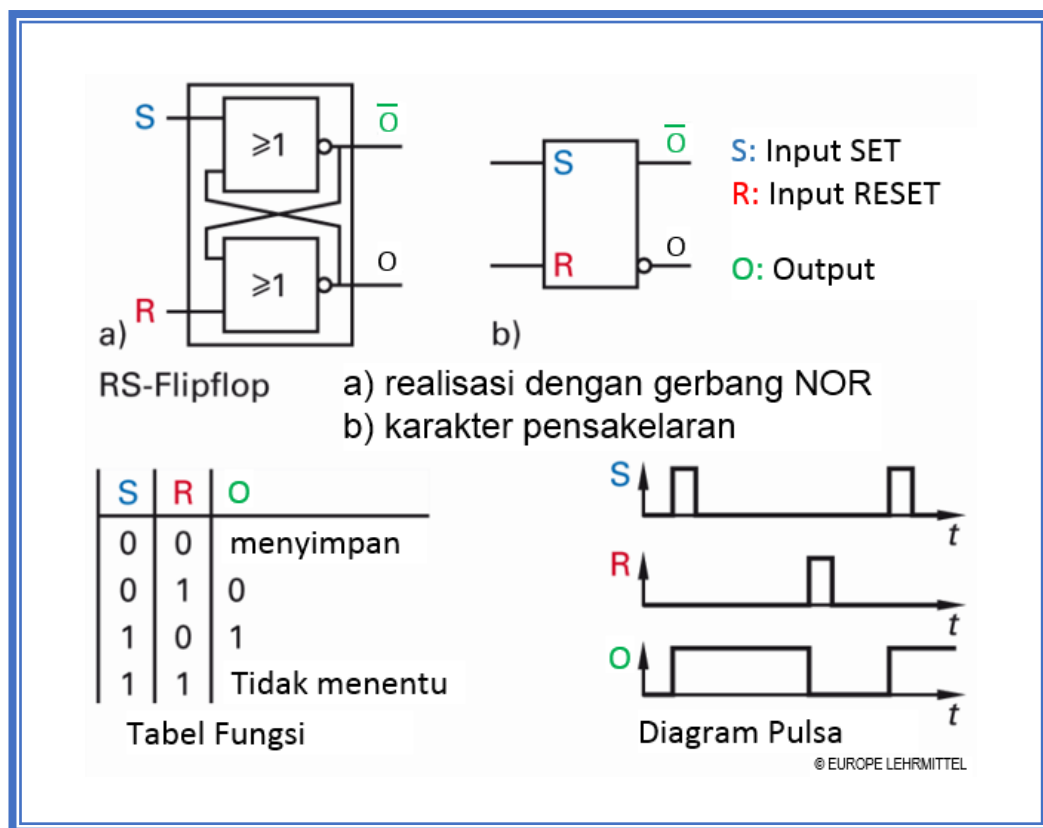 S
≥1
O̅
≥1
O
R
a)
S
O̅
R
O
b)
S: Input SET
R: Input RESET
O: Output
RS-Flipflop
a) realisasi dengan gerbang NOR
b) karakter pensakelaran
S R O
0 0 menyimpan
0 1 0
1 0 1
1 1 Tidak menentu
Tabel Fungsi
S
t
R
t
O
t
Diagram Pulsa
© EUROPE LEHRMITTEL